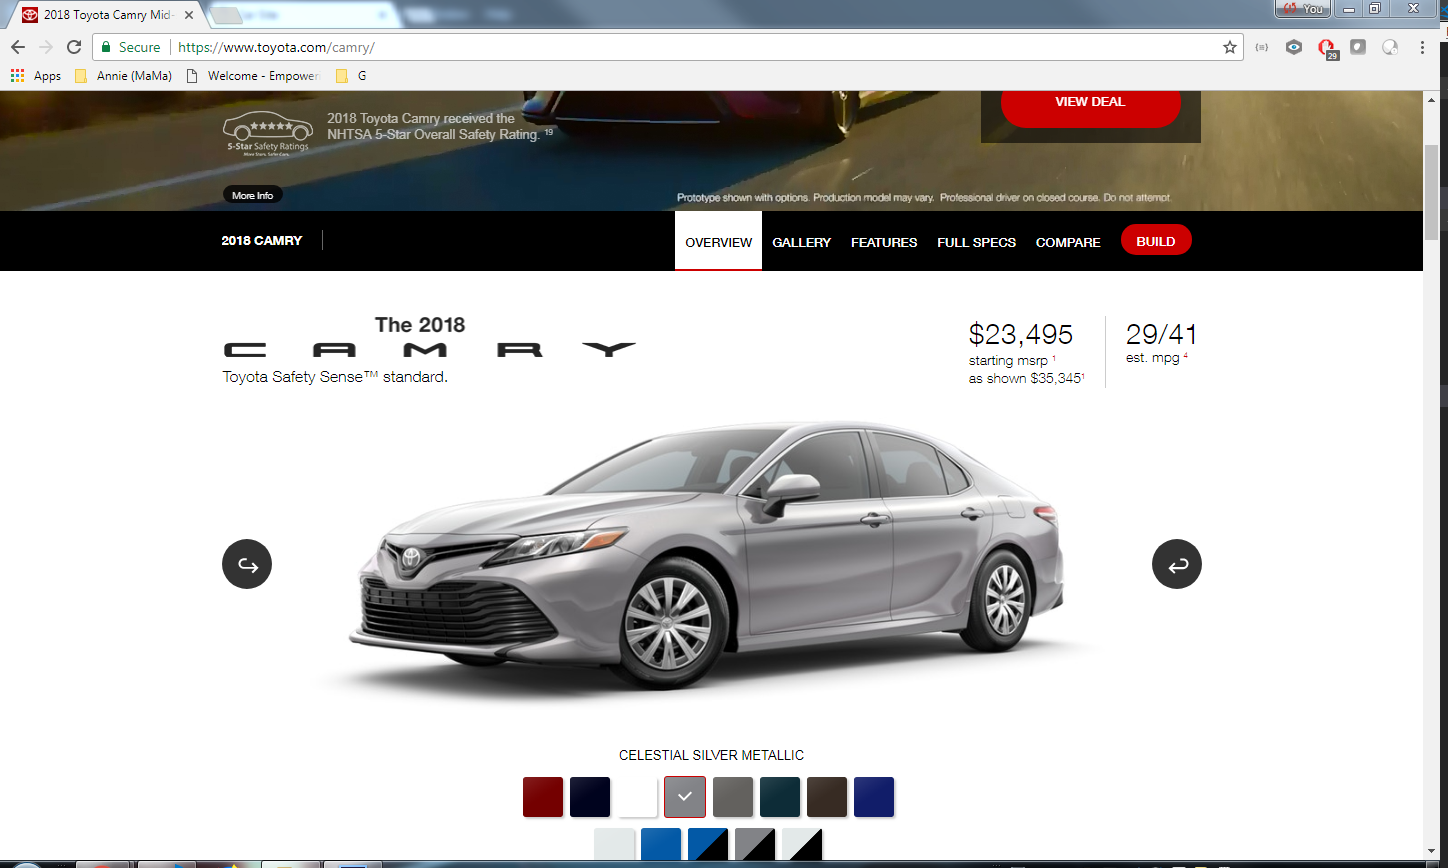 2018 Toyota Camry Mid-
You
Secure
https://www.toyota.com/camry/
29
Apps
Annie (MaMa)
Welcome - Empower
G
2018 Toyota Camry received the
NHTSA 5-Star Overall Safety Rating. 19
5-Star Safety Ratings
More Stars. Safer Cars.
VIEW DEAL
More Info
Prototype shown with options. Production model may vary. Professional driver on closed course. Do not attempt.
2018 CAMRY
OVERVIEW
GALLERY
FEATURES
FULL SPECS
COMPARE
BUILD
The 2018
CAMRY
Toyota Safety Sense™ standard.
$23,495
starting msrp 1
as shown $35,345 1
29/41
est. mpg 4
CELESTIAL SILVER METALLIC